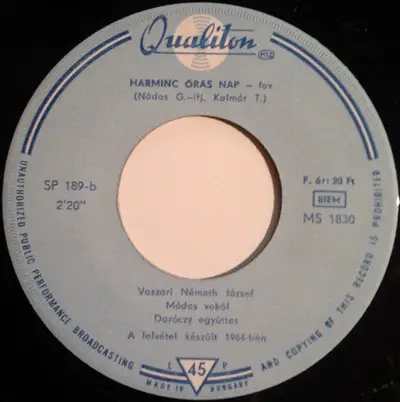 Qualiton
HARMINC ÓRÁS NAP – fox
(Nádas G.–ifj. Kalmár T.)
SP 189-b
2'20"
F. ár: 20 Ft
BIEM
MS 1830
Vaszari Németh József
Módos vokál
Daróczy együttes
A felvétel készült 1964-ben
L 45 P
MADE IN HUNGARY
UNAUTHORIZED PUBLIC PERFORMANCE BROADCASTING AND COPYING OF THIS RECORD IS PROHIBITED